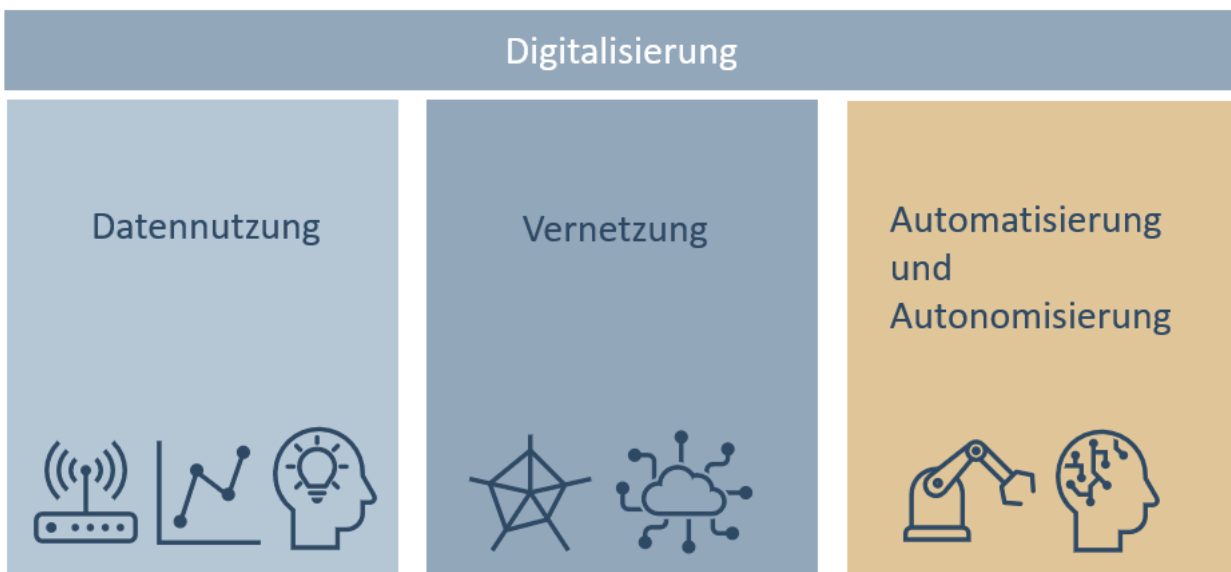 Digitalisierung
Datennutzung
Vernetzung
Automatisierung
und
Autonomisierung